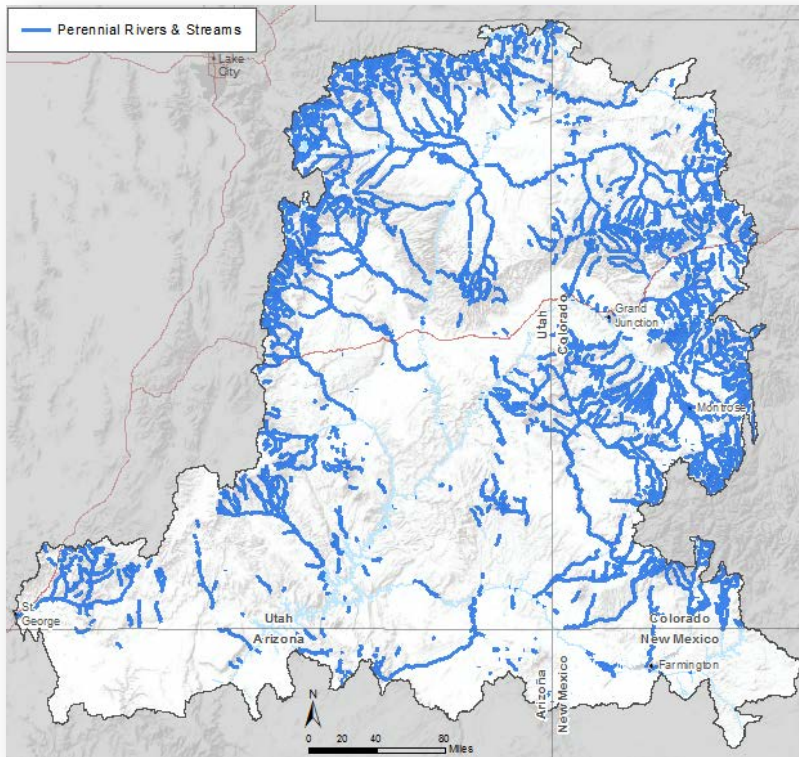 Perennial Rivers & Streams
Lake
City
Utah
Colorado
Grand
Junction
Montrose
St.
George
Utah
Arizona
Colorado
New Mexico
Farmington
Arizona
New Mexico
N
0 20 40 80
Miles